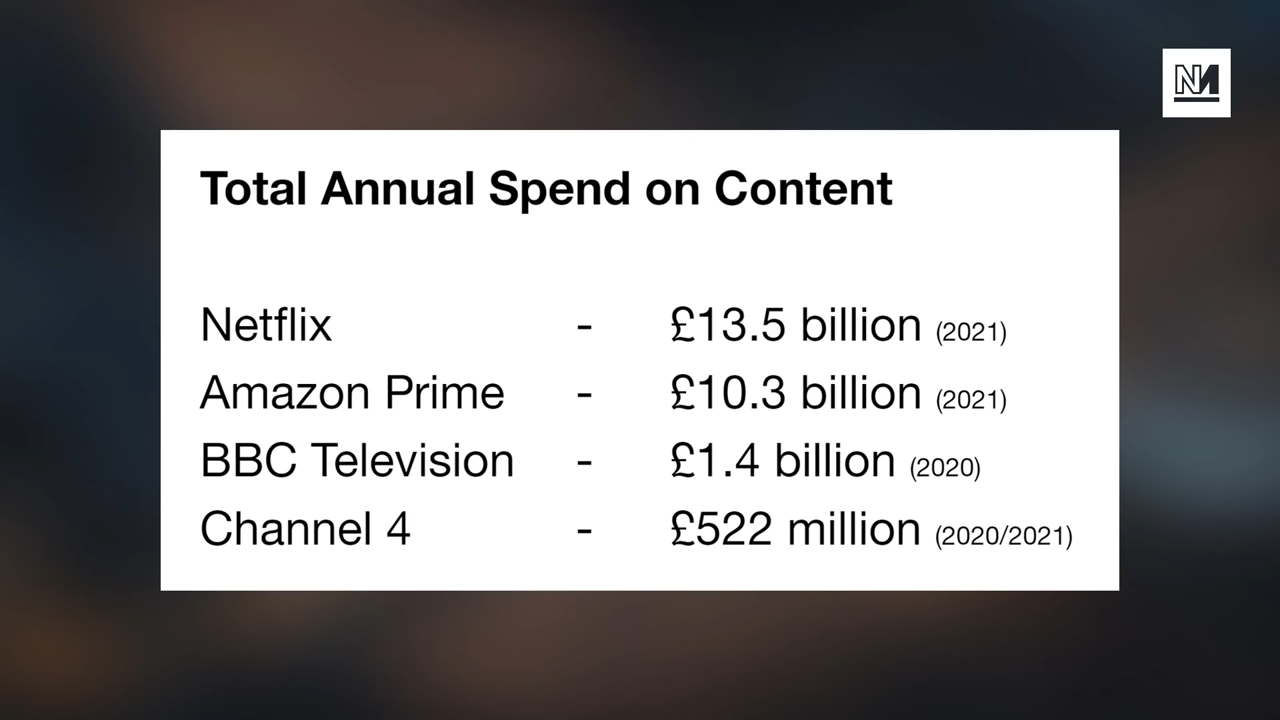 NM
Total Annual Spend on Content
Netflix - £13.5 billion (2021)
Amazon Prime - £10.3 billion (2021)
BBC Television - £1.4 billion (2020)
Channel 4 - £522 million (2020/2021)